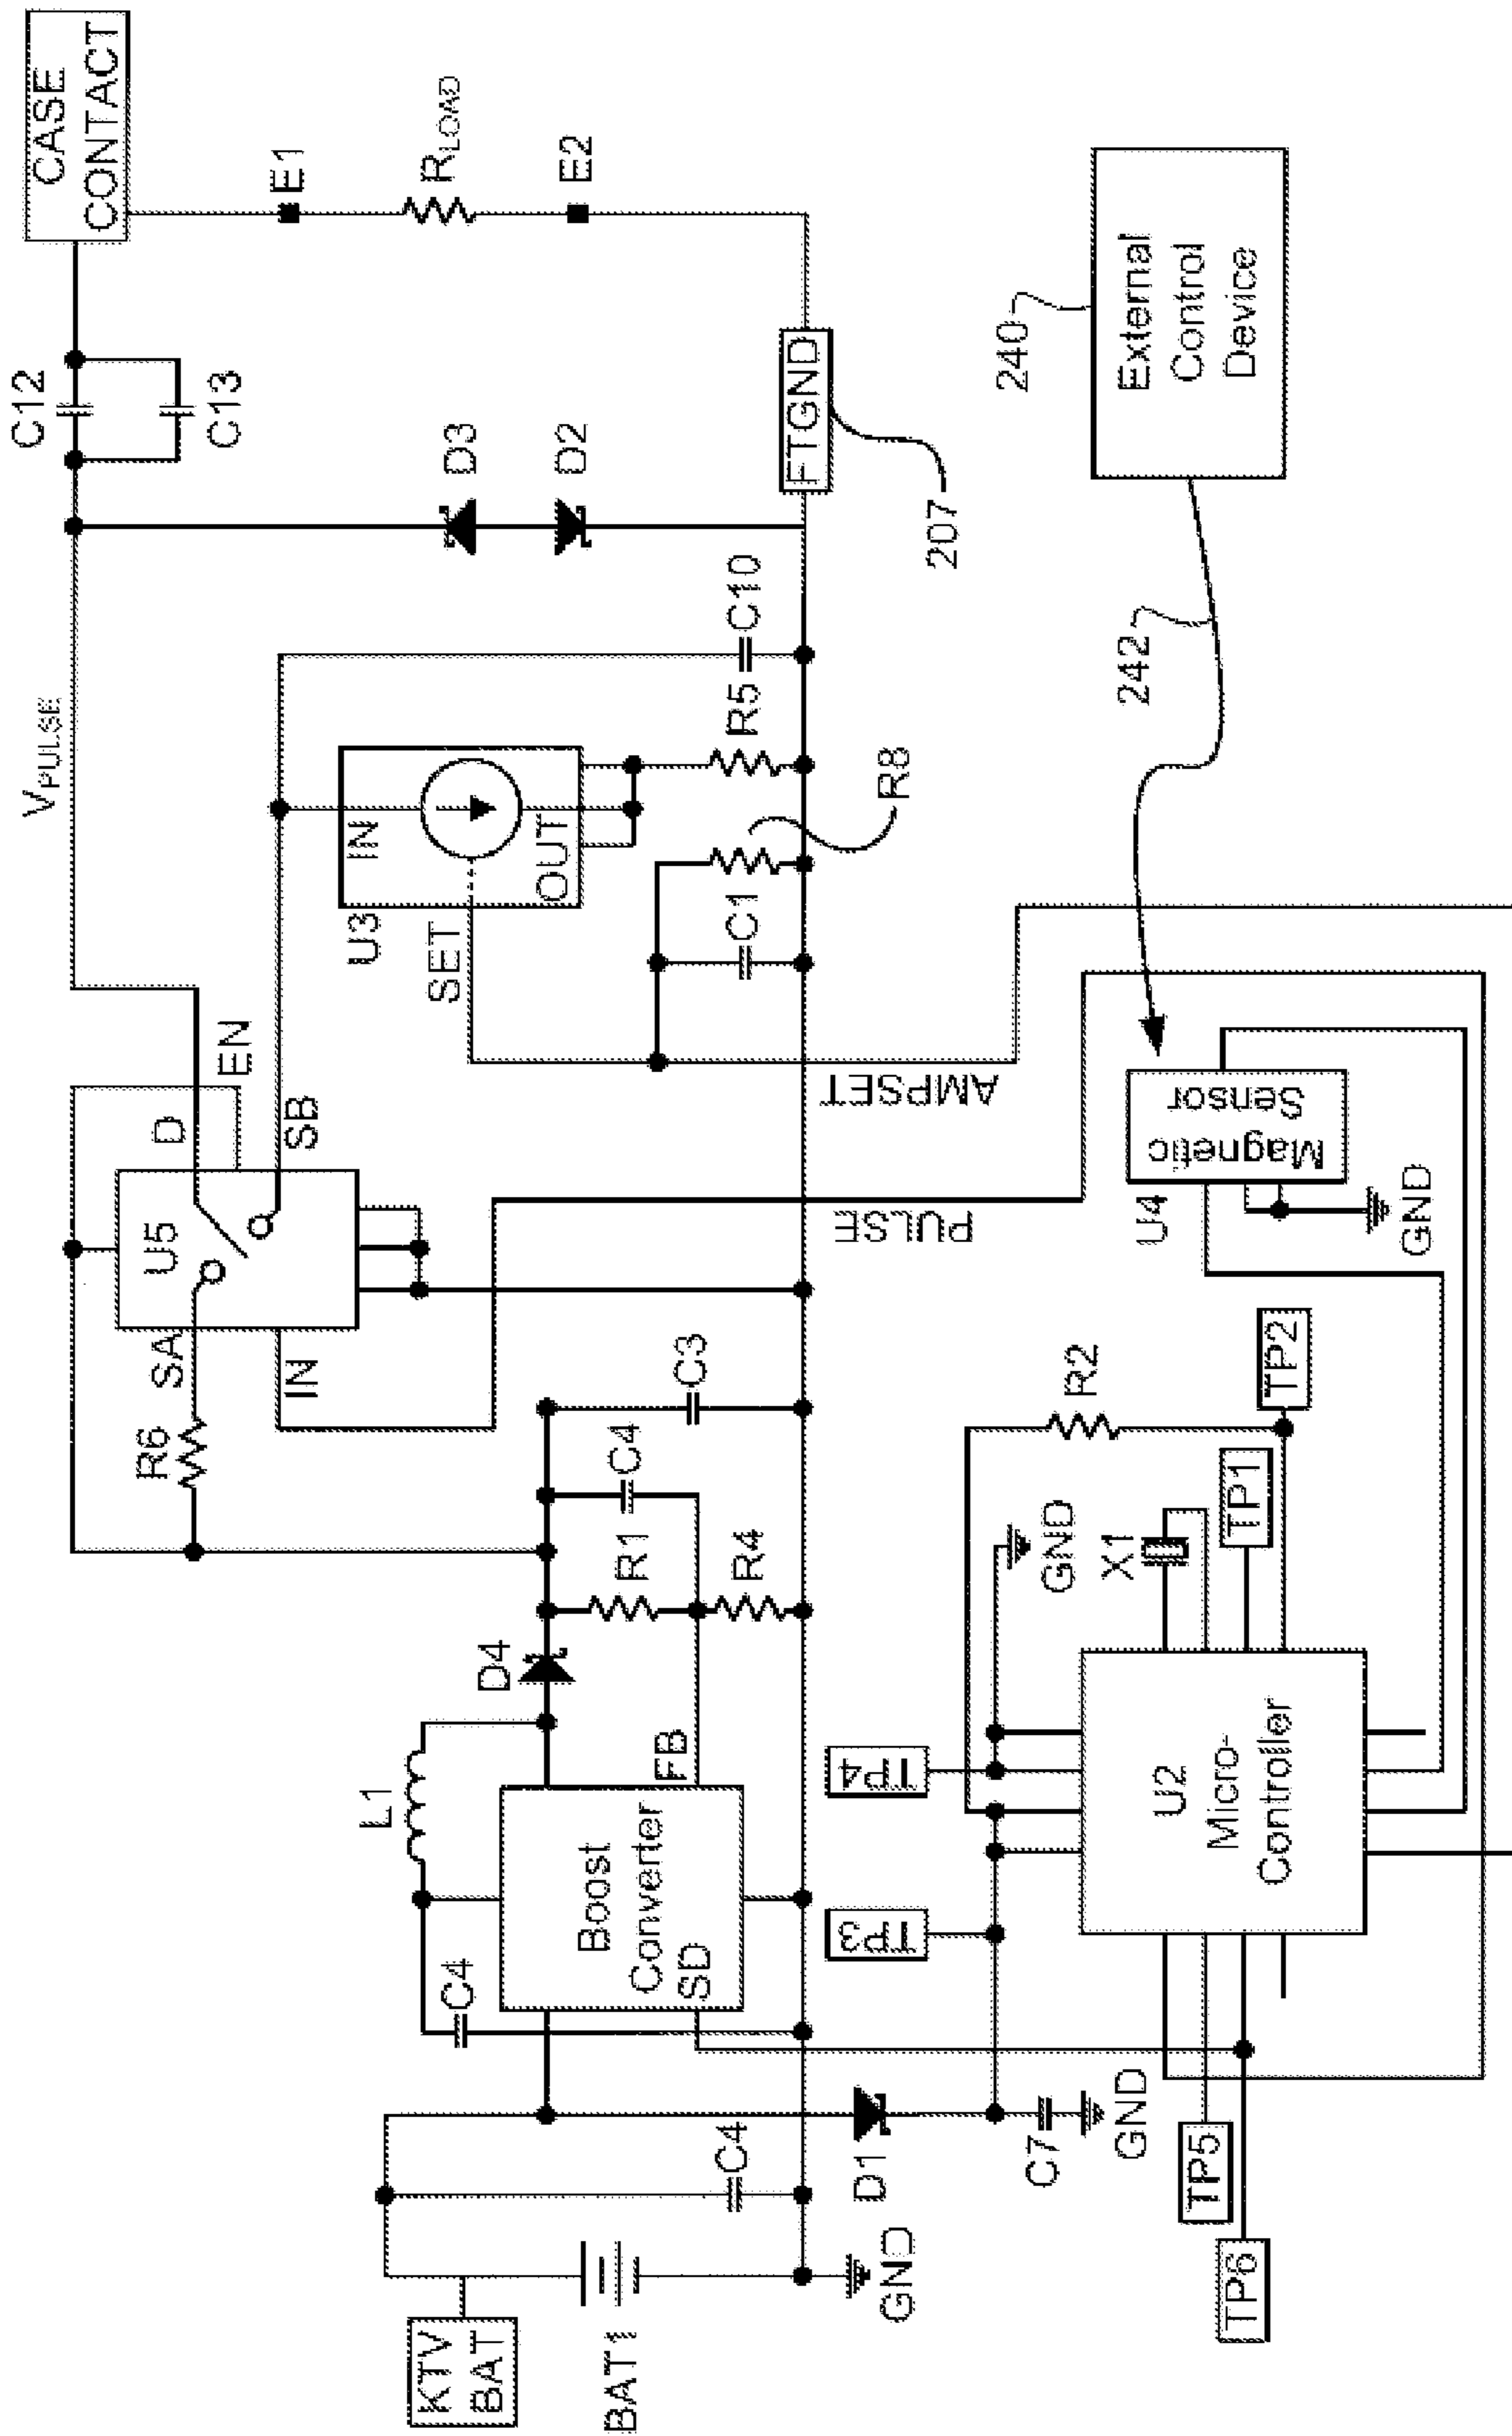 CASE
CONTACT
C12
C13
E1
R_LOAD
E2
V_PULSE
D3
D2
C10
FTGND
207
EN
D
SB
U5
SA
IN
R6
IN
OUT
U3
SET
R5
R8
C1
AMPSET
PULSE
C3
C4
R1
R4
D4
L1
FB
Boost
Converter
SD
C4
KTV
BAT
BAT1
C4
GND
D1
C7
GND
TP3
TP4
GND
R2
X1
TP1
TP2
U2
Micro-
Controller
TP5
TP6
U4
Magnetic
Sensor
GND
242
240
External
Control
Device